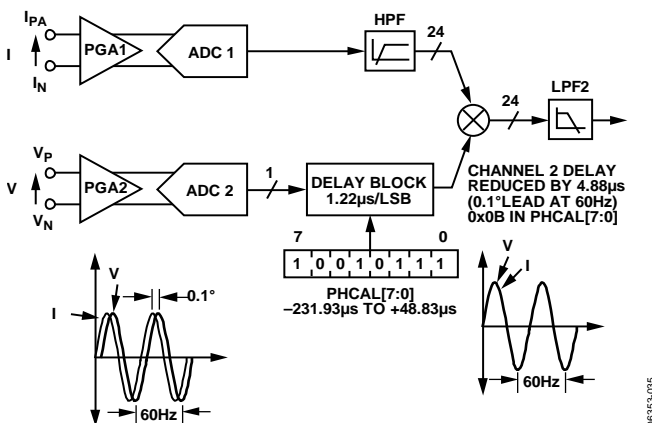 I
IPA
IN
PGA1
ADC 1
HPF
24
24
LPF2
V
VP
VN
PGA2
ADC 2
1
DELAY BLOCK
1.22µs/LSB
CHANNEL 2 DELAY
REDUCED BY 4.88µs
(0.1°LEAD AT 60Hz)
0x0B IN PHCAL[7:0]
7 0
1 0 0 1 0 1 1 1
PHCAL[7:0]
–231.93µs TO +48.83µs
V
I
0.1°
60Hz
V
I
60Hz
06353-035